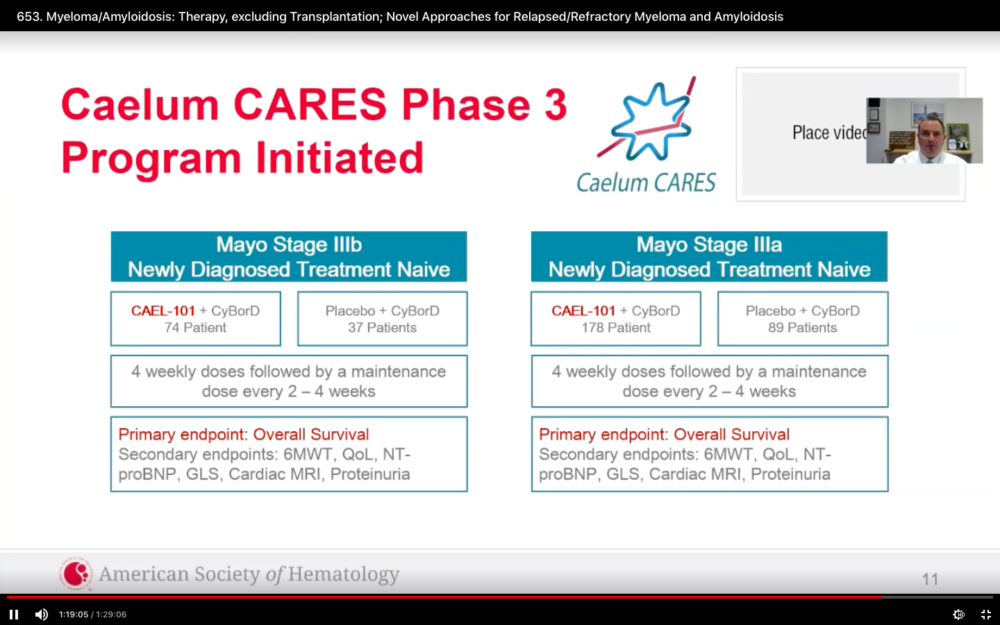 653. Myeloma/Amyloidosis: Therapy, excluding Transplantation; Novel Approaches for Relapsed/Refractory Myeloma and Amyloidosis
Caelum CARES Phase 3
Program Initiated
Caelum CARES
Place video
Mayo Stage IIIb
Newly Diagnosed Treatment Naive
CAEL-101 + CyBorD
74 Patient
Placebo + CyBorD
37 Patients
4 weekly doses followed by a maintenance
dose every 2 – 4 weeks
Primary endpoint: Overall Survival
Secondary endpoints: 6MWT, QoL, NT-
proBNP, GLS, Cardiac MRI, Proteinuria
Mayo Stage IIIa
Newly Diagnosed Treatment Naive
CAEL-101 + CyBorD
178 Patient
Placebo + CyBorD
89 Patients
4 weekly doses followed by a maintenance
dose every 2 – 4 weeks
Primary endpoint: Overall Survival
Secondary endpoints: 6MWT, QoL, NT-
proBNP, GLS, Cardiac MRI, Proteinuria
American Society of Hematology
11
1:19:05 / 1:29:06
HD